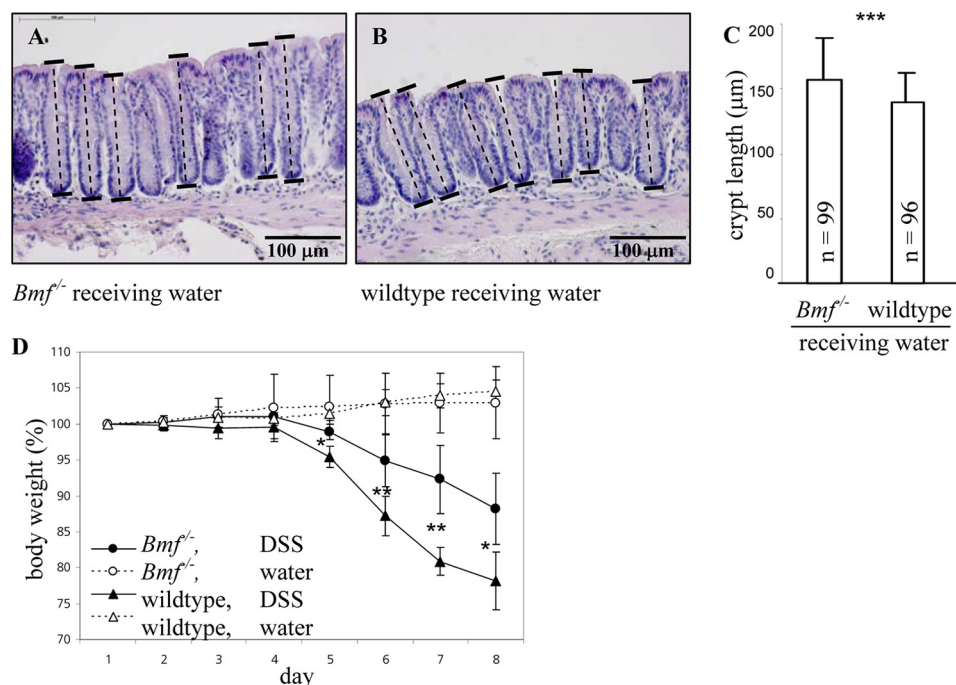 100 µm
A
B
C
***
200
150
100
50
0
crypt length (µm)
n = 99
n = 96
100 µm
100 µm
Bmf-/- receiving water
wildtype receiving water
Bmf-/- wildtype
receiving water
D
110
105
100
95
90
85
80
75
70
body weight (%)
*
**
**
*
Bmf-/-, DSS
Bmf-/-, water
wildtype, DSS
wildtype, water
1 2 3 4 5 6 7 8
day